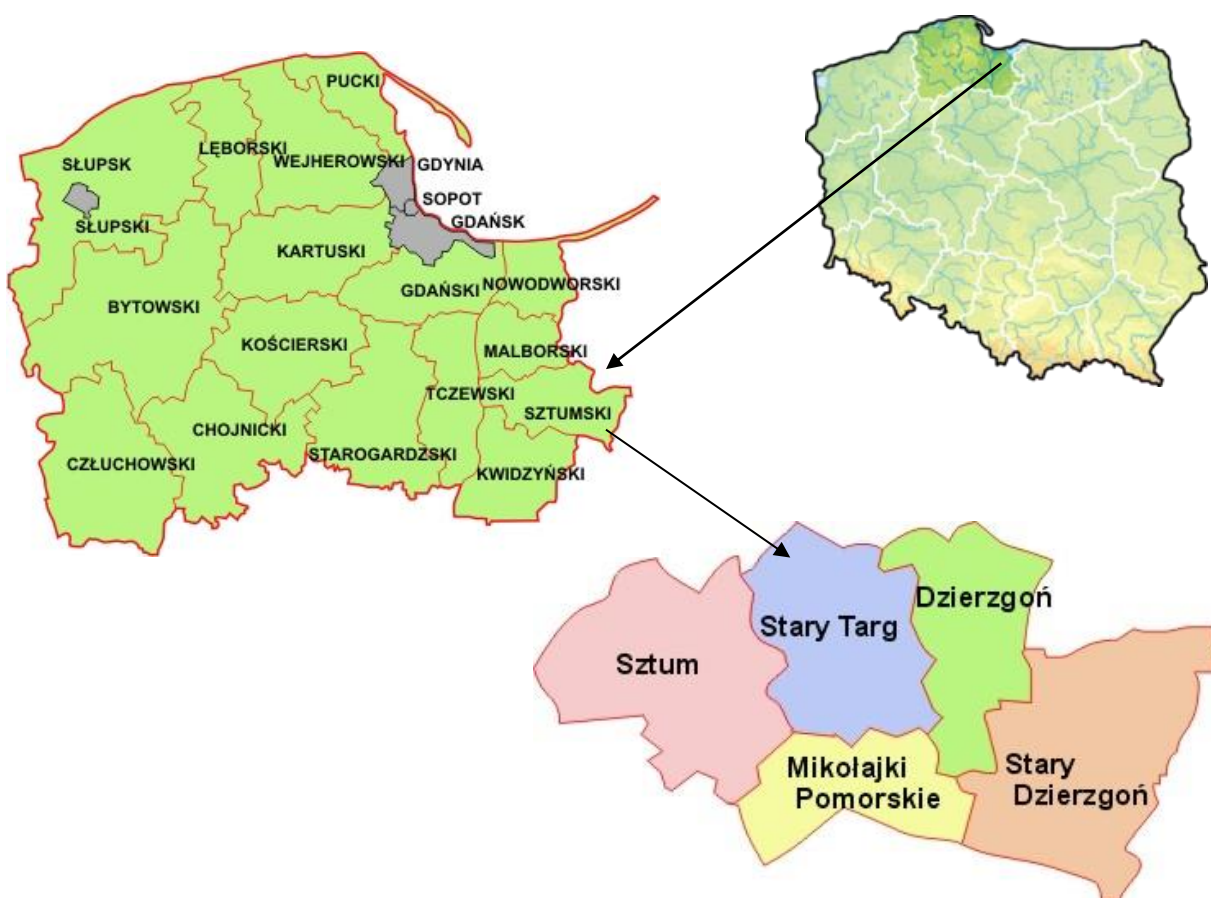 PUCKI
LĘBORSKI
WEJHEROWSKI
GDYNIA
SŁUPSK
SOPOT
GDAŃSK
SŁUPSKI
KARTUSKI
GDAŃSKI
NOWODWORSKI
BYTOWSKI
KOŚCIERSKI
MALBORSKI
TCZEWSKI
SZTUMSKI
CHOJNICKI
STAROGARDZSKI
CZŁUCHOWSKI
KWIDZYŃSKI
Dzierzgoń
Stary Targ
Sztum
Mikołajki
Pomorskie
Stary
Dzierzgoń